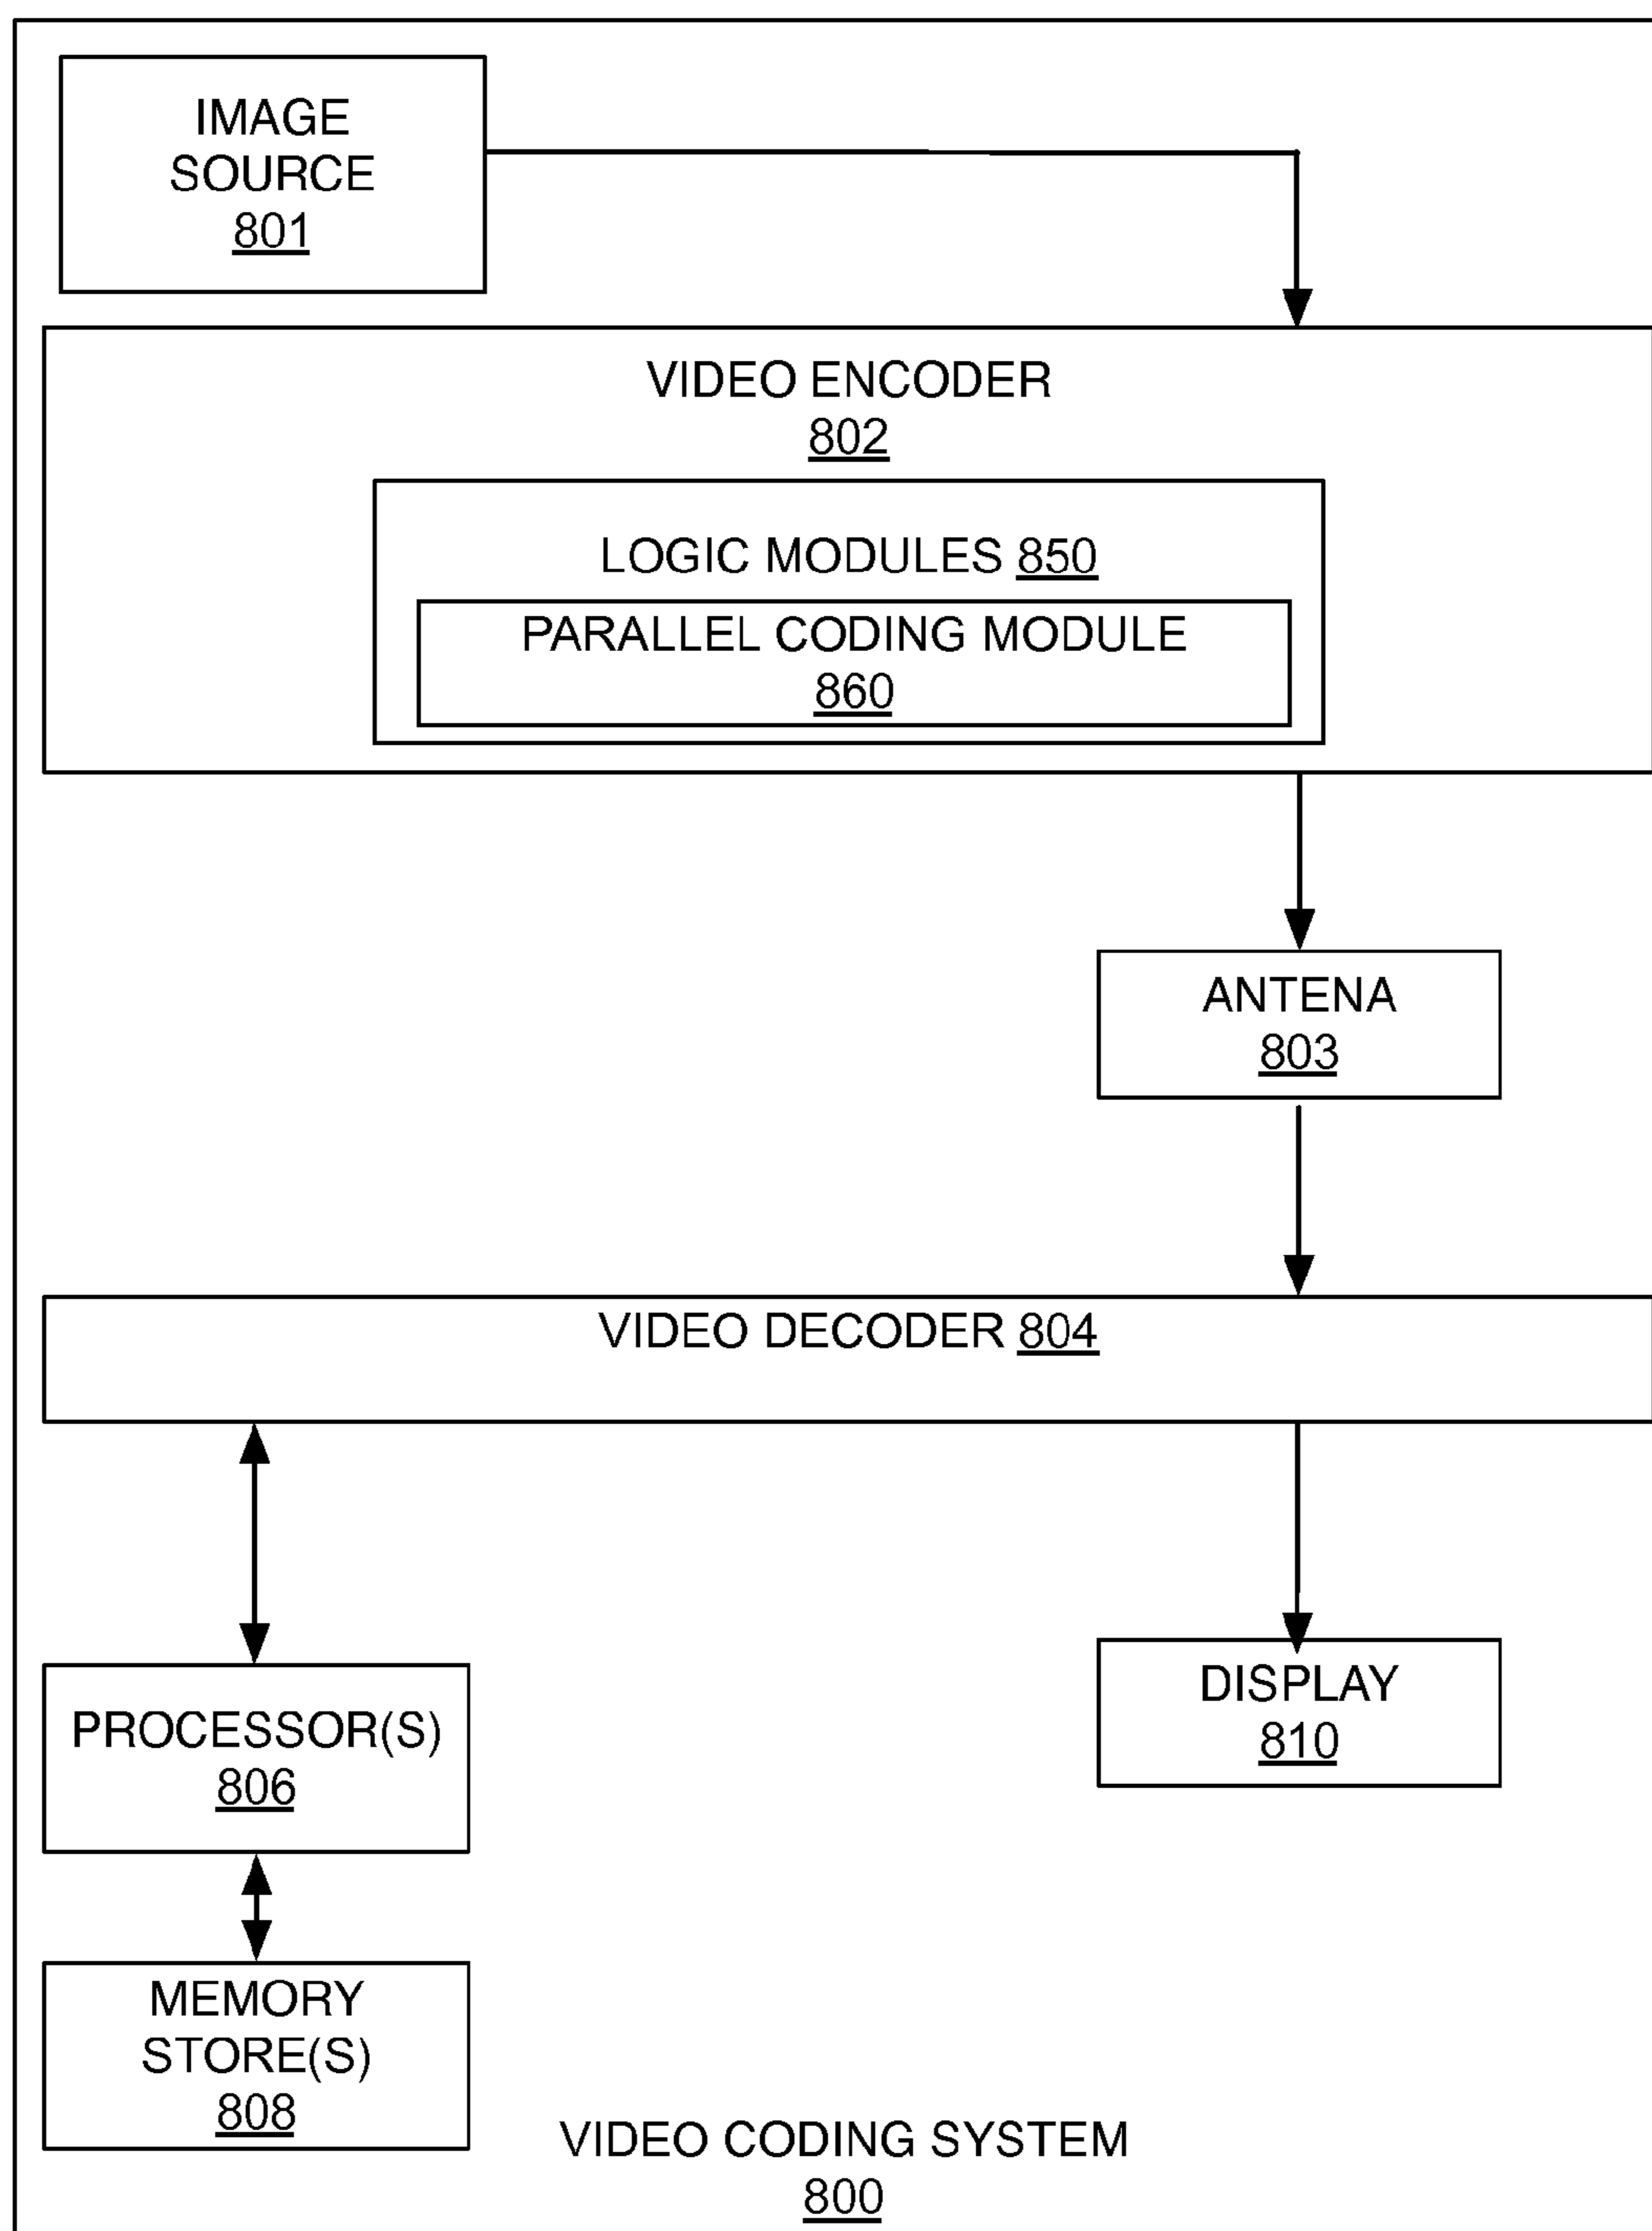 IMAGE
SOURCE
801
VIDEO ENCODER
802
LOGIC MODULES 850
PARALLEL CODING MODULE
860
ANTENA
803
VIDEO DECODER 804
PROCESSOR(S)
806
DISPLAY
810
MEMORY
STORE(S)
808
VIDEO CODING SYSTEM
800